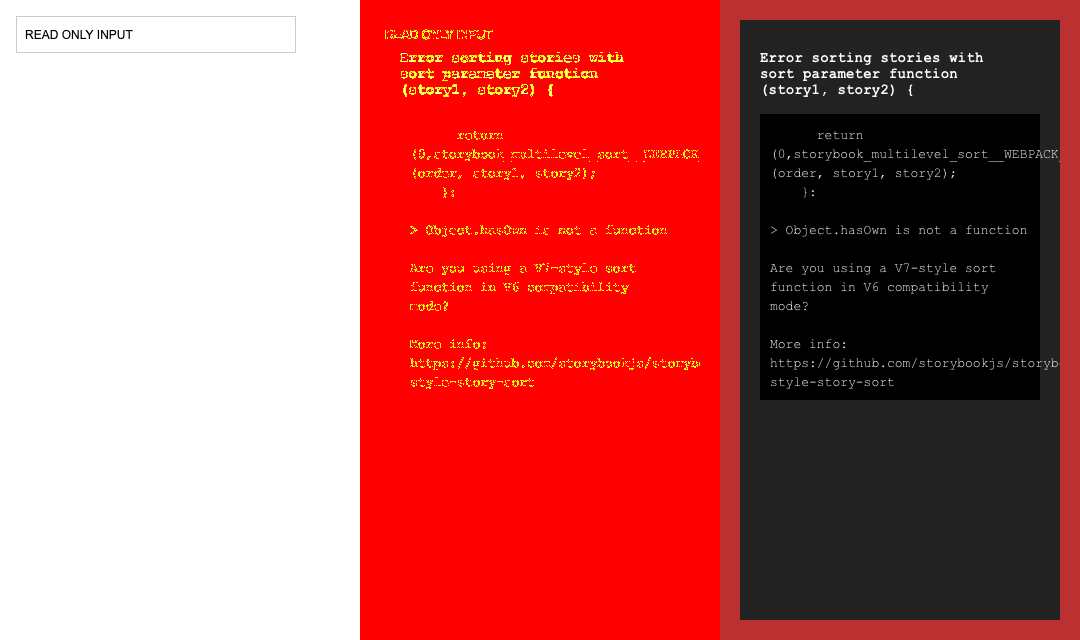 READ ONLY INPUT
READ ONLY INPUT
Error sorting stories with
sort parameter function
(story1, story2) {
return
(0,storybook_multilevel_sort__WEBPACK_
(order, story1, story2);
}:
> Object.hasOwn is not a function
Are you using a V7-style sort
function in V6 compatibility
mode?
More info:
https://github.com/storybookjs/storyb
style-story-sort
Error sorting stories with
sort parameter function
(story1, story2) {
return
(0,storybook_multilevel_sort__WEBPACK_
(order, story1, story2);
}:
> Object.hasOwn is not a function
Are you using a V7-style sort
function in V6 compatibility
mode?
More info:
https://github.com/storybookjs/storyb
style-story-sort